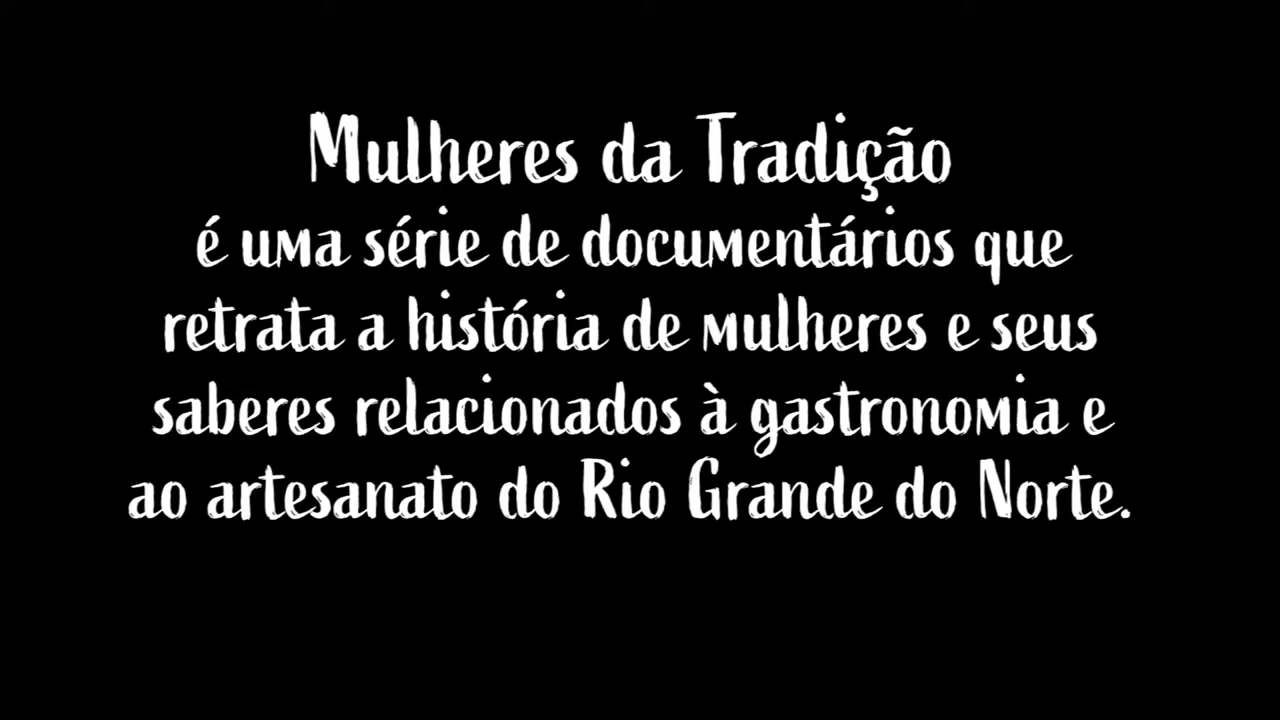 Mulheres da Tradição
é uma série de documentários que
retrata a história de mulheres e seus
saberes relacionados à gastronomia e
ao artesanato do Rio Grande do Norte.